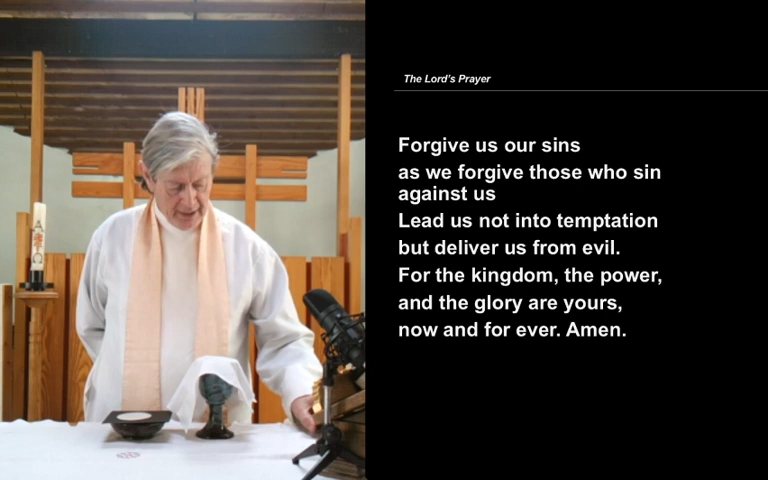 The Lord's Prayer
Forgive us our sins
as we forgive those who sin
against us
Lead us not into temptation
but deliver us from evil.
For the kingdom, the power,
and the glory are yours,
now and for ever. Amen.